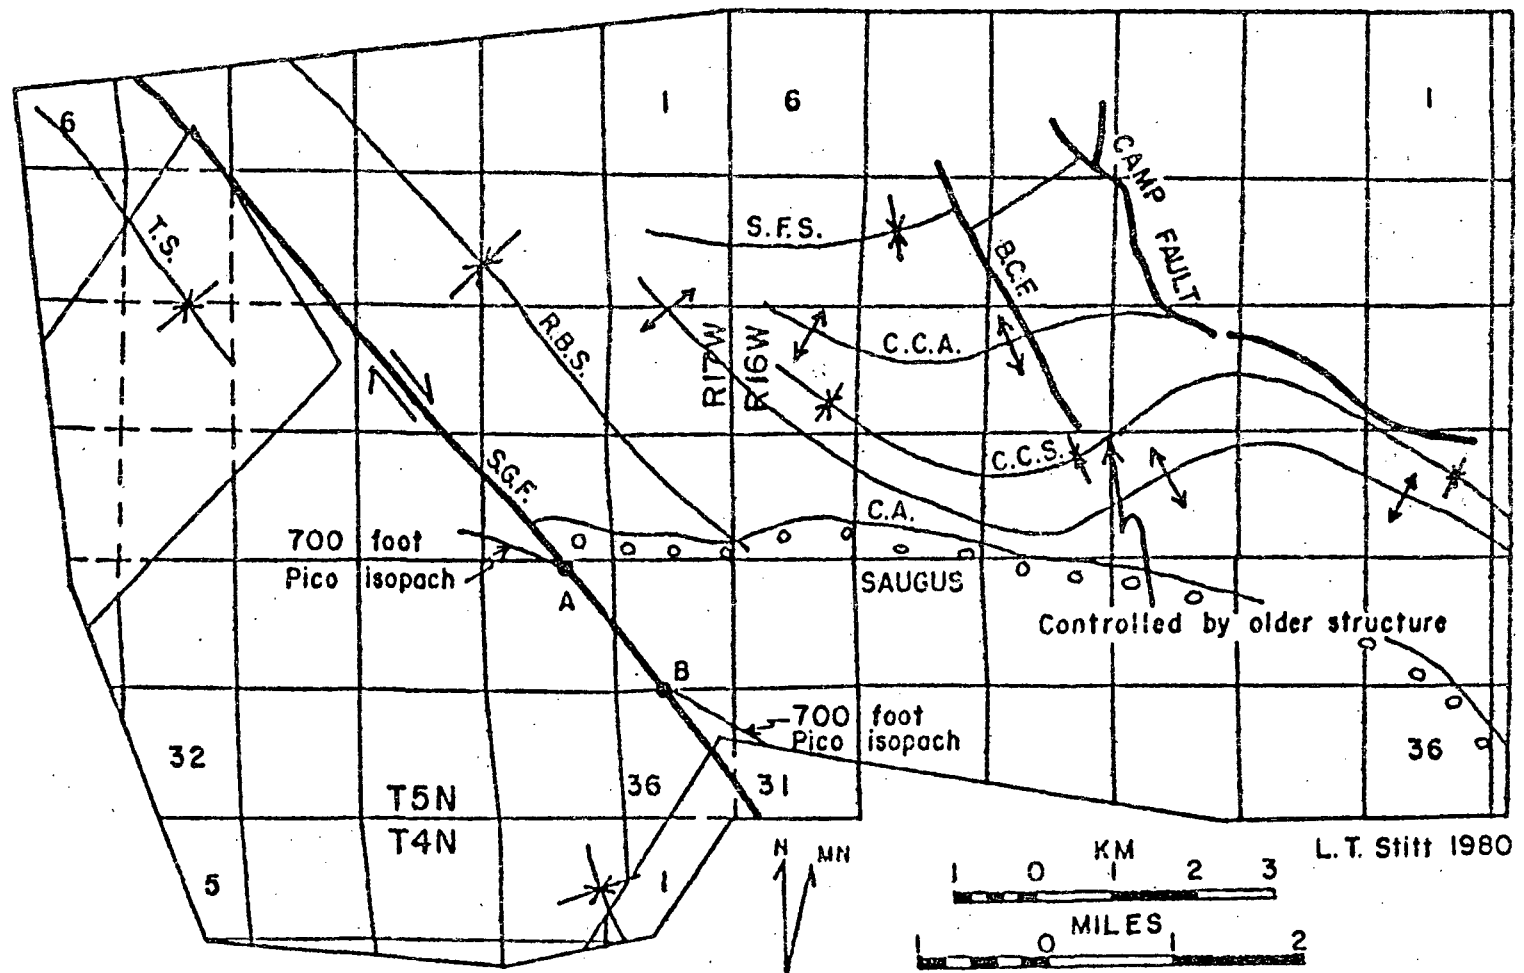 1
6
1
6
CAMP FAULT
S.F.S.
T.S.
B.C.F.
R.B.S.
R17W
R16W
C.C.A.
S.G.F.
C.C.S.
C.A.
700 foot
Pico isopach
A
SAUGUS
Controlled by older structure
B
700 foot
Pico isopach
32
36
31
36
T5N
T4N
5
1
N
MN
KM
1 0 1 2 3
MILES
1 0 1 2
L.T. Stitt 1980